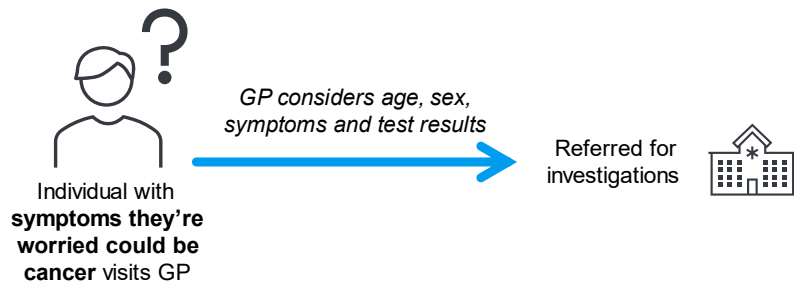 ?
GP considers age, sex,
symptoms and test results
Referred for
investigations
Individual with
symptoms they’re
worried could be
cancer visits GP